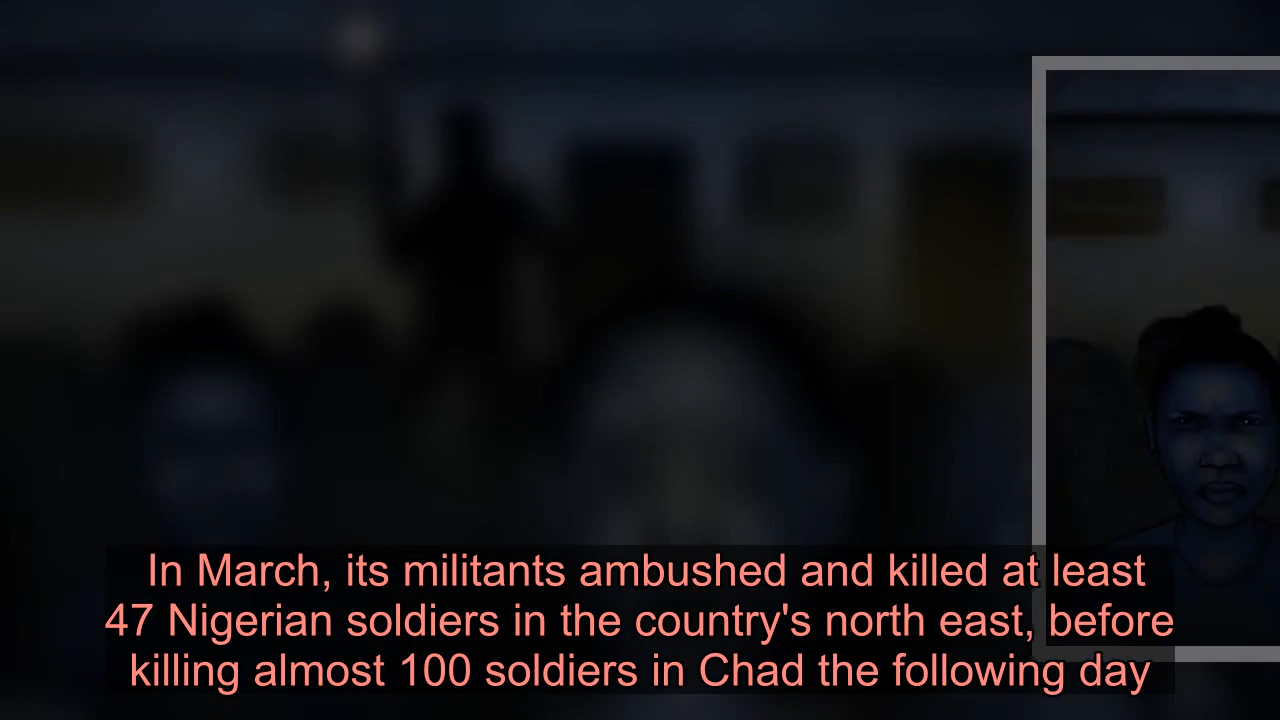 In March, its militants ambushed and killed at least
47 Nigerian soldiers in the country's north east, before
killing almost 100 soldiers in Chad the following day